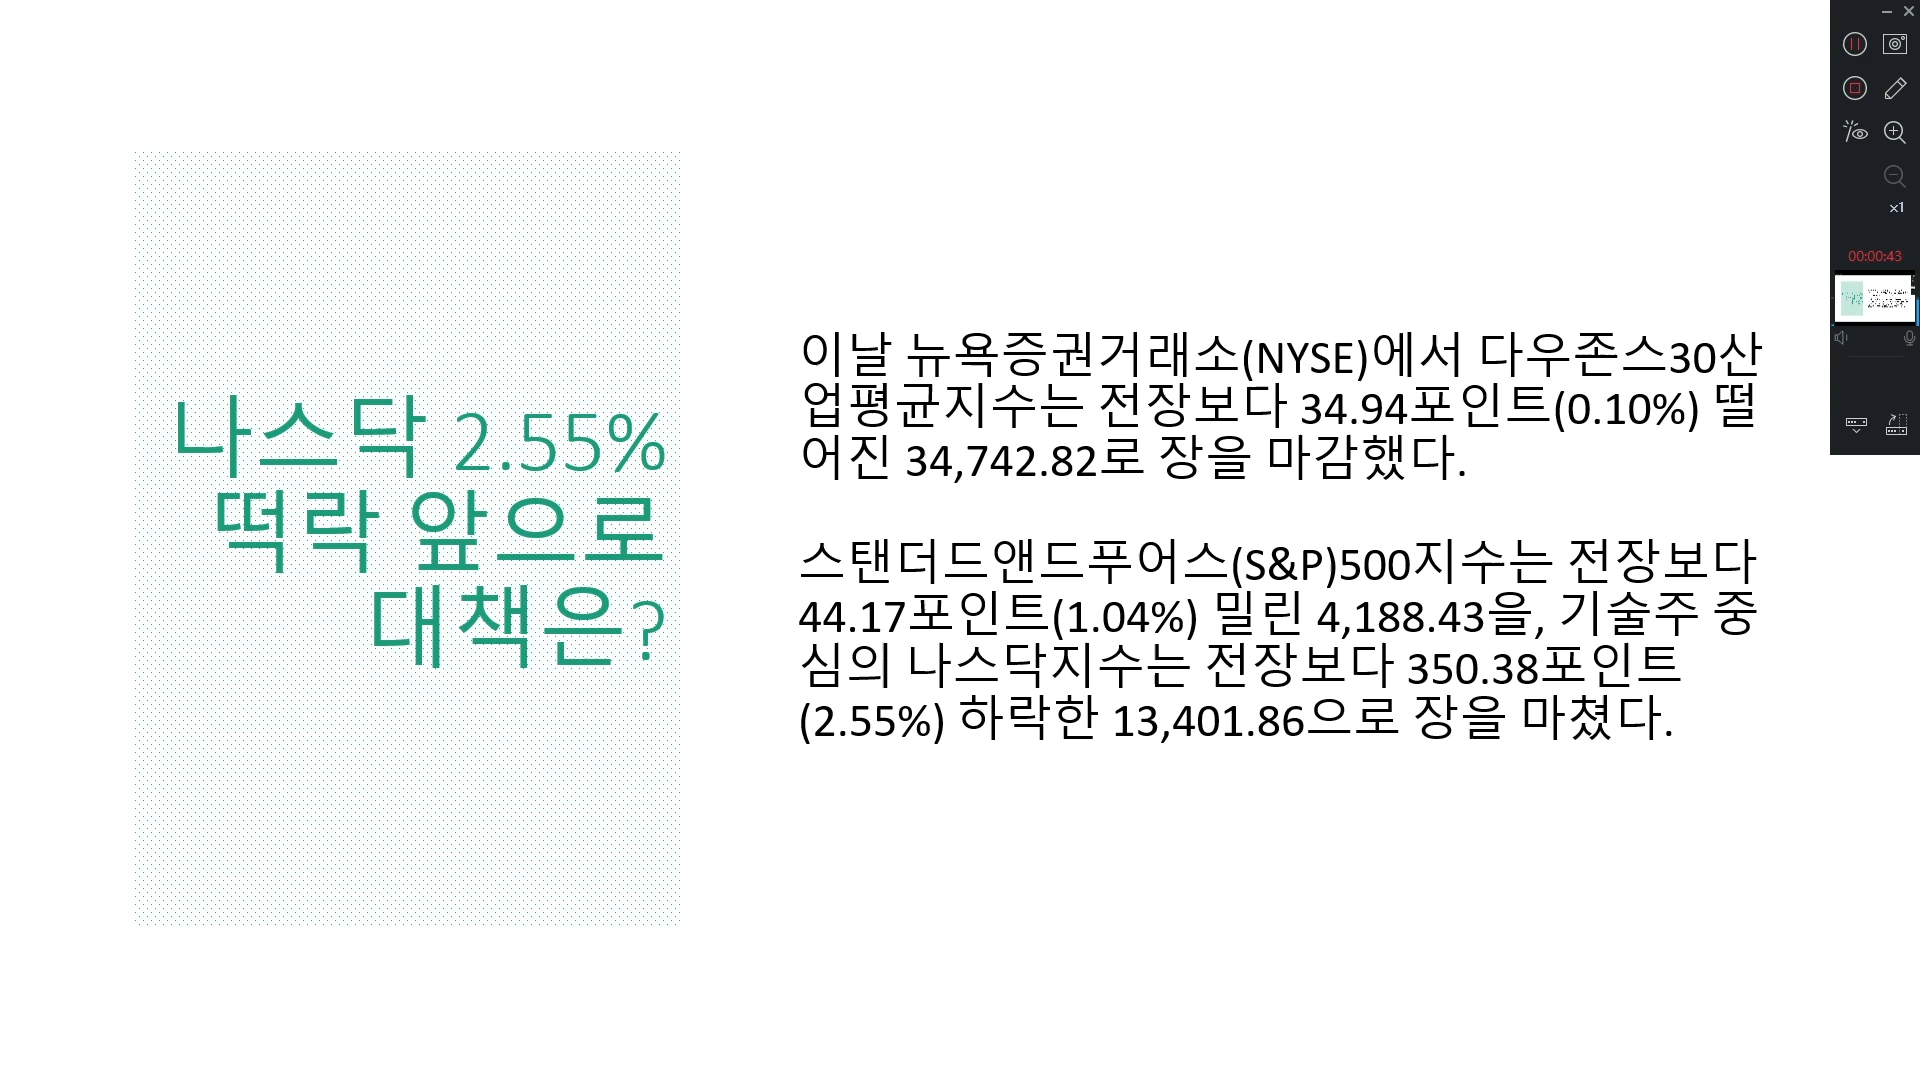 나스닥 2.55%
떡락 앞으로
대책은?
이날 뉴욕증권거래소(NYSE)에서 다우존스30산
업평균지수는 전장보다 34.94포인트(0.10%) 떨
어진 34,742.82로 장을 마감했다.
스탠더드앤드푸어스(S&P)500지수는 전장보다
44.17포인트(1.04%) 밀린 4,188.43을, 기술주 중
심의 나스닥지수는 전장보다 350.38포인트
(2.55%) 하락한 13,401.86으로 장을 마쳤다.
x1
00:00:43